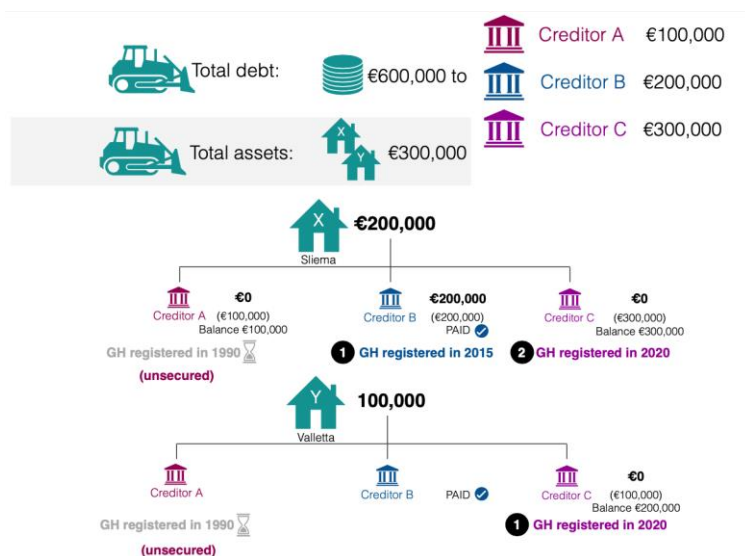 Total debt: €600,000 to
Creditor A €100,000
Creditor B €200,000
Creditor C €300,000
X
Y
Total assets: €300,000
X
€200,000
Sliema
Creditor A
€0
(€100,000)
Balance €100,000
GH registered in 1990
(unsecured)
Creditor B
€200,000
(€200,000)
PAID
1 GH registered in 2015
Creditor C
€0
(€300,000)
Balance €300,000
2 GH registered in 2020
Y
100,000
Valletta
Creditor A
GH registered in 1990
(unsecured)
Creditor B
PAID
Creditor C
€0
(€100,000)
Balance €200,000
1 GH registered in 2020